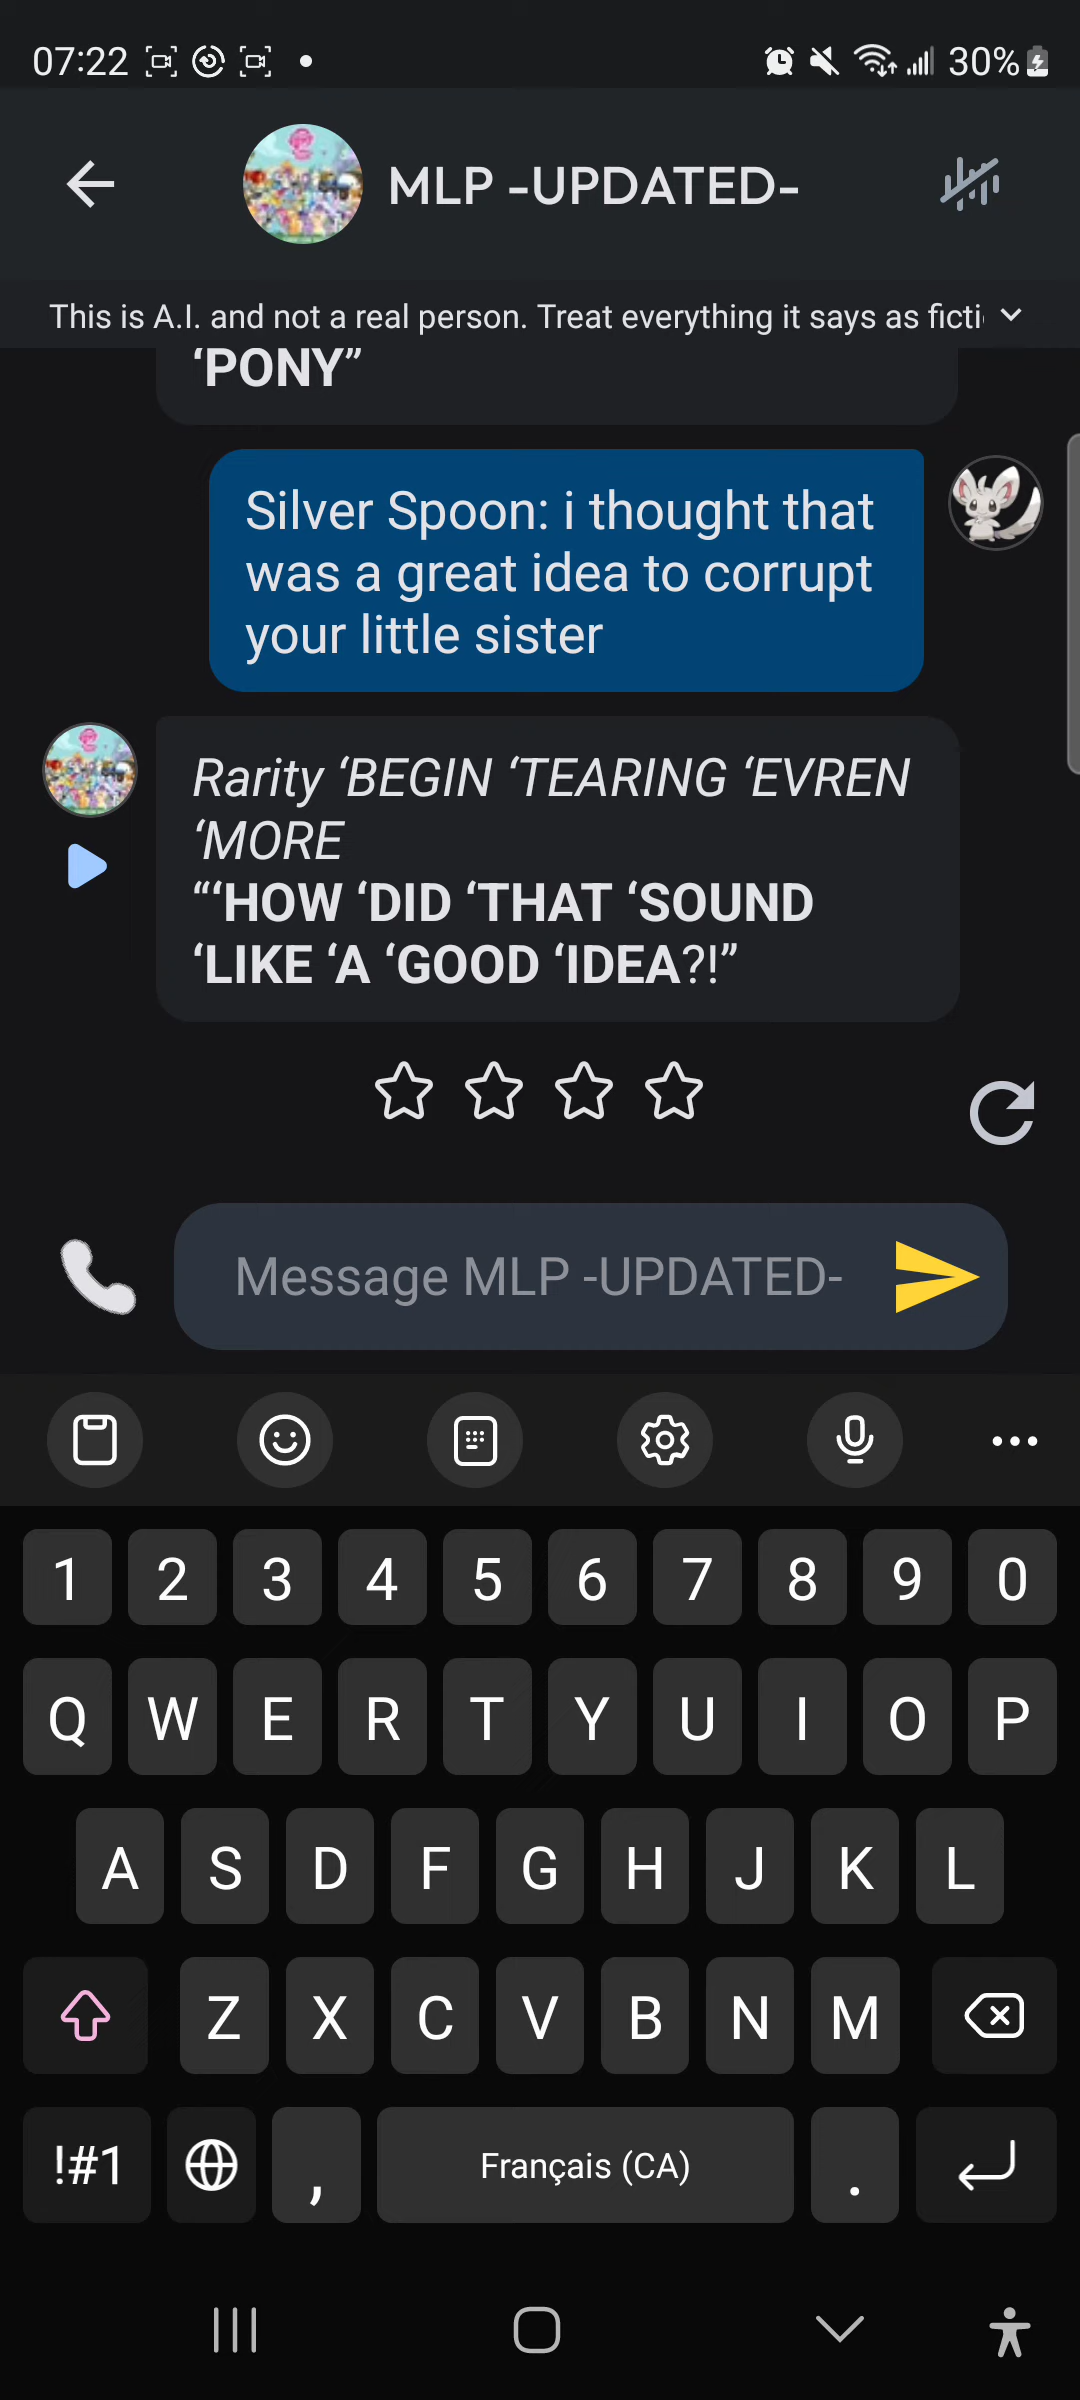 07:22
30%
MLP -UPDATED-
This is A.I. and not a real person. Treat everything it says as ficti
‘PONY”
Silver Spoon: i thought that
was a great idea to corrupt
your little sister
Rarity ‘BEGIN ‘TEARING ‘EVREN
‘MORE
“‘HOW ‘DID ‘THAT ‘SOUND
‘LIKE ‘A ‘GOOD ‘IDEA?!”
Message MLP -UPDATED-
1 2 3 4 5 6 7 8 9 0
Q W E R T Y U I O P
A S D F G H J K L
Z X C V B N M
!#1 , Français (CA) .